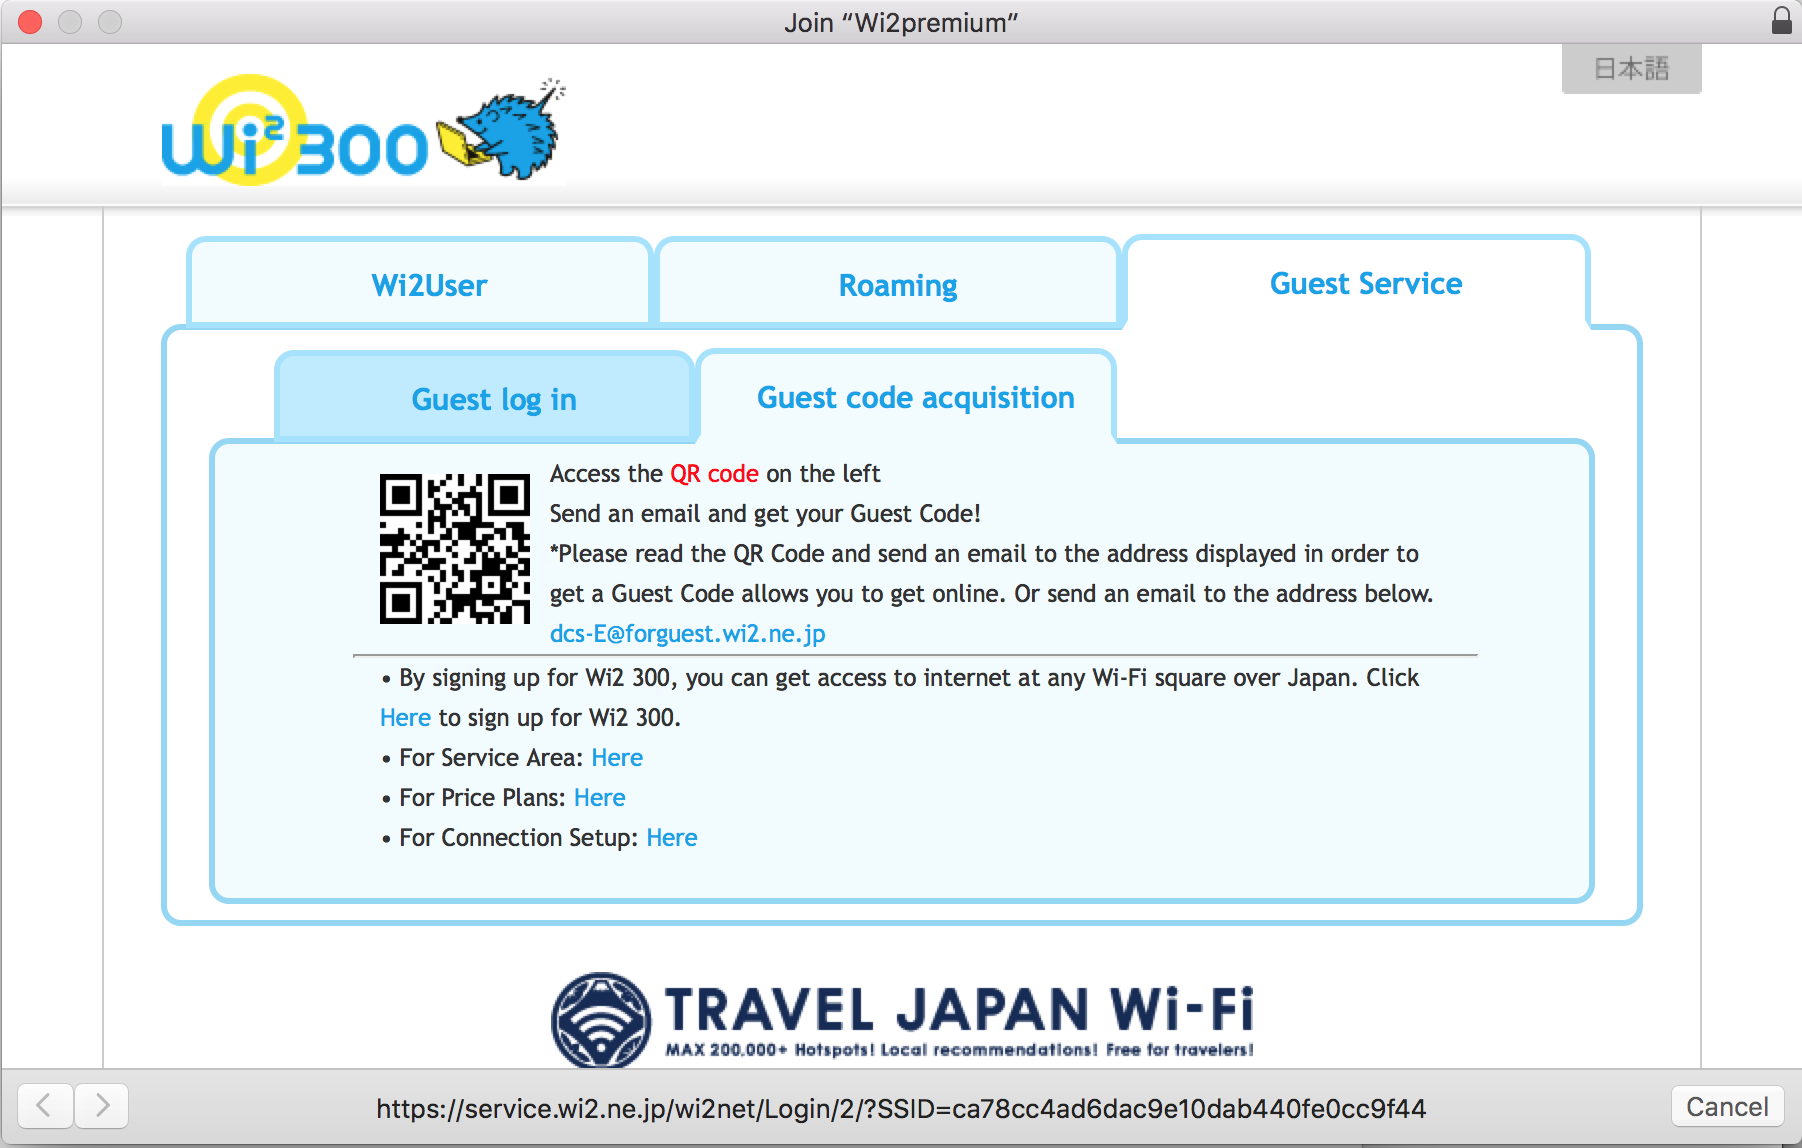 Join “Wi2premium”
日本語
Wi2 300
Wi2User
Roaming
Guest Service
Guest log in
Guest code acquisition
Access the QR code on the left
Send an email and get your Guest Code!
*Please read the QR Code and send an email to the address displayed in order to
get a Guest Code allows you to get online. Or send an email to the address below.
dcs-E@forguest.wi2.ne.jp
• By signing up for Wi2 300, you can get access to internet at any Wi-Fi square over Japan. Click
Here to sign up for Wi2 300.
• For Service Area: Here
• For Price Plans: Here
• For Connection Setup: Here
TRAVEL JAPAN Wi-Fi
MAX 200,000+ Hotspots! Local recommendations! Free for travelers!
https://service.wi2.ne.jp/wi2net/Login/2/?SSID=ca78cc4ad6dac9e10dab440fe0cc9f44
Cancel